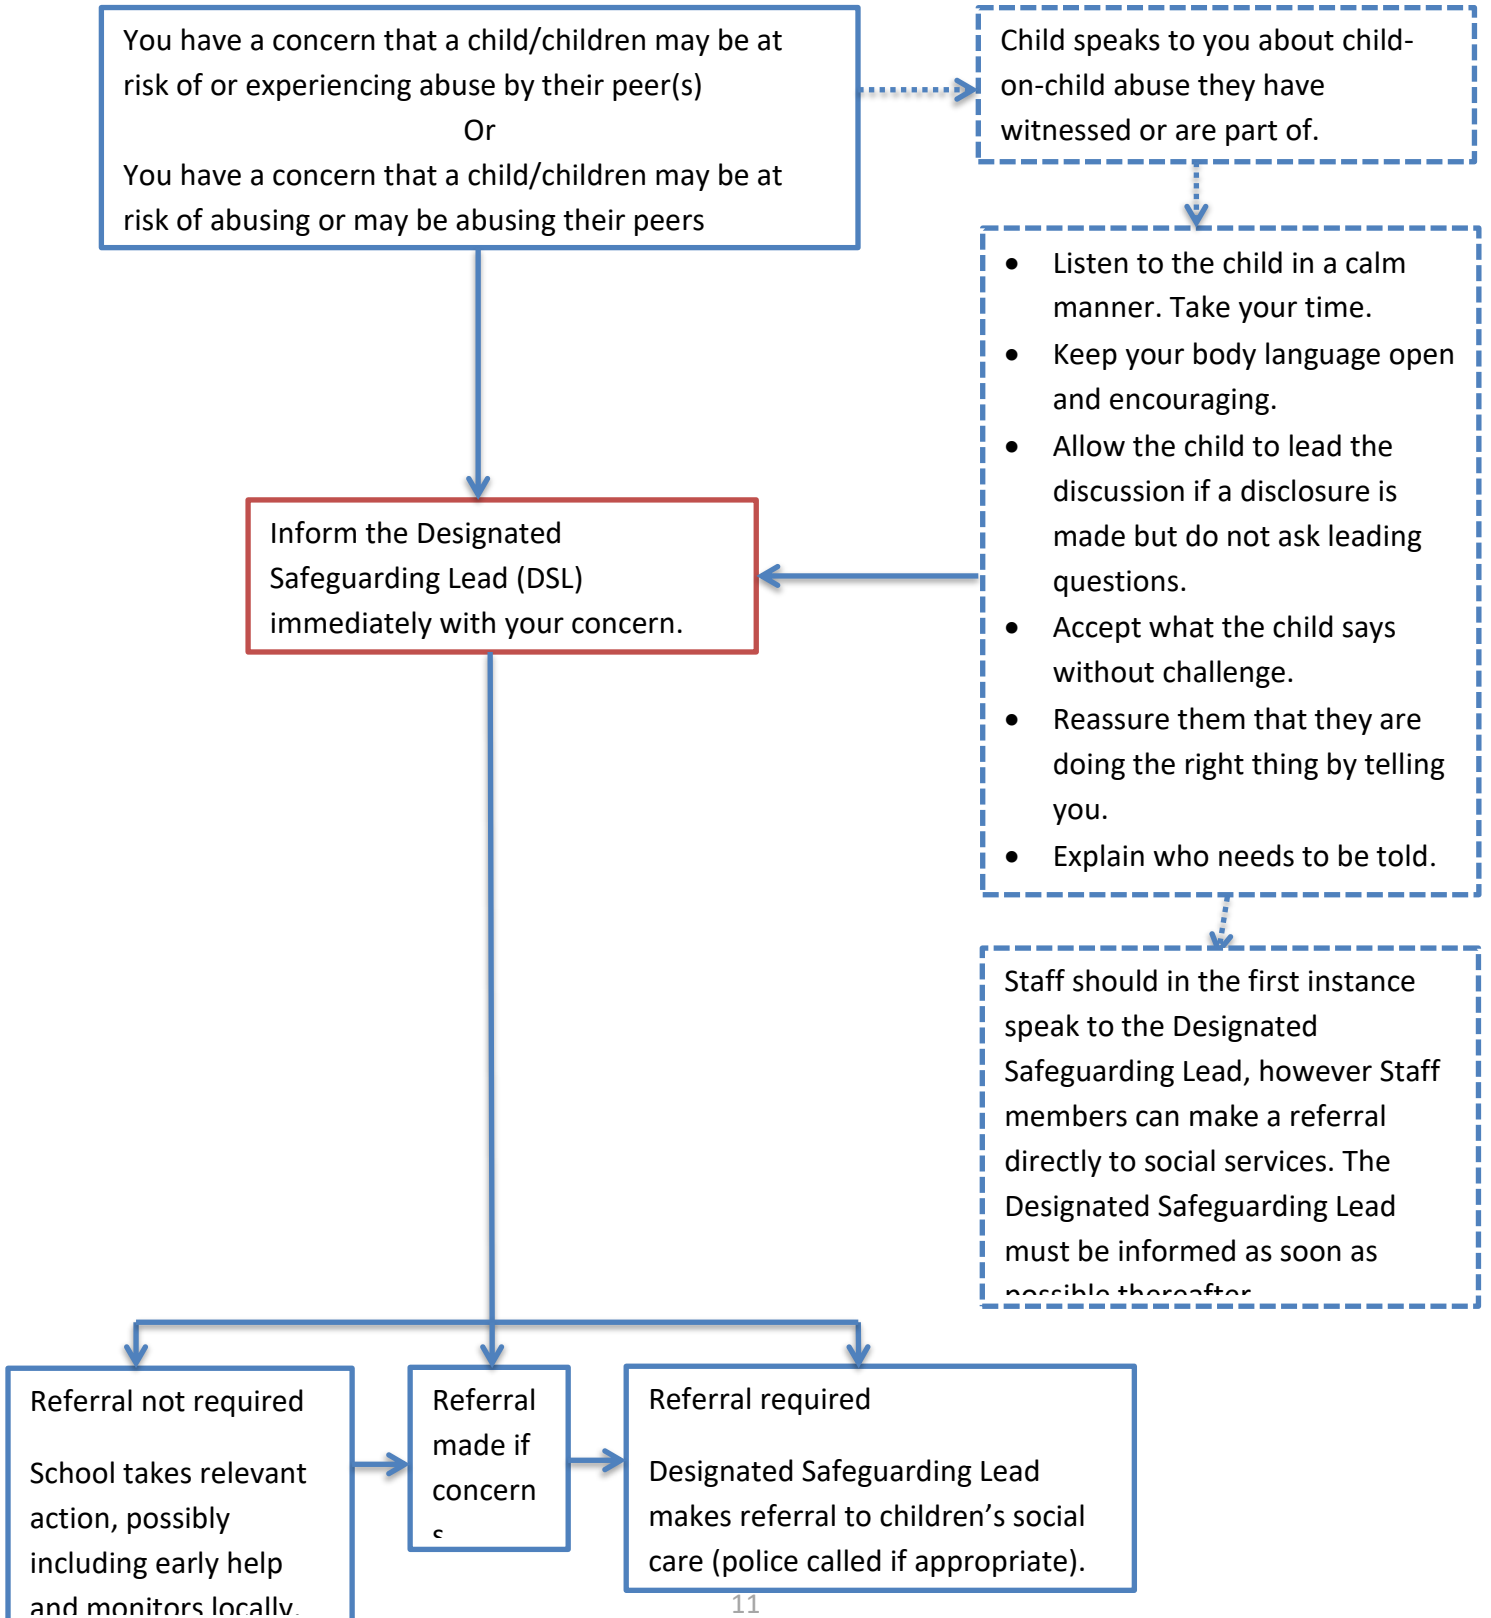 You have a concern that a child/children may be at
risk of or experiencing abuse by their peer(s)
Or
You have a concern that a child/children may be at
risk of abusing or may be abusing their peers
Child speaks to you about child-
on-child abuse they have
witnessed or are part of.
• Listen to the child in a calm
manner. Take your time.
• Keep your body language open
and encouraging.
• Allow the child to lead the
discussion if a disclosure is
made but do not ask leading
questions.
• Accept what the child says
without challenge.
• Reassure them that they are
doing the right thing by telling
you.
• Explain who needs to be told.
Inform the Designated
Safeguarding Lead (DSL)
immediately with your concern.
Staff should in the first instance
speak to the Designated
Safeguarding Lead, however Staff
members can make a referral
directly to social services. The
Designated Safeguarding Lead
must be informed as soon as
possible thereafter
Referral not required
School takes relevant
action, possibly
including early help
and monitors locally.
Referral
made if
concern
s
Referral required
Designated Safeguarding Lead
makes referral to children’s social
care (police called if appropriate).
11